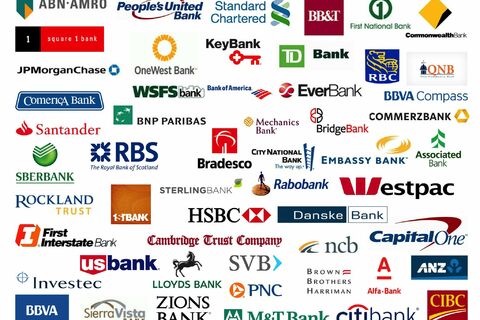 ABN·AMRO
People's United Bank
Standard Chartered
BB&T
First National Bank
CommonwealthBank
1 square 1 bank
OneWest Bank
KeyBank
TD Bank
RBC
QNB
JPMorganChase
COMERICA BANK
WSFS bank
Bank of America
EverBank
BBVA Compass
Santander
BNP PARIBAS
Mechanics Bank
BridgeBank
COMMERZBANK
SBERBANK
RBS
The Royal Bank of Scotland
Bradesco
CITY NATIONAL BANK
The way up.
EMBASSY BANK
Associated Bank
ROCKLAND TRUST
1stBANK
STERLINGBANK
Rabobank
Westpac
HSBC
Danske Bank
First Interstate Bank
Cambridge Trust Company
ncb
Capital One
usbank
SVB
Investec
LLOYDS BANK
PNC
BROWN BROTHERS HARRIMAN
Alfa-Bank
ANZ
BBVA
Sierra Vista
ZIONS BANK
M&T Bank
citibank
CIBC